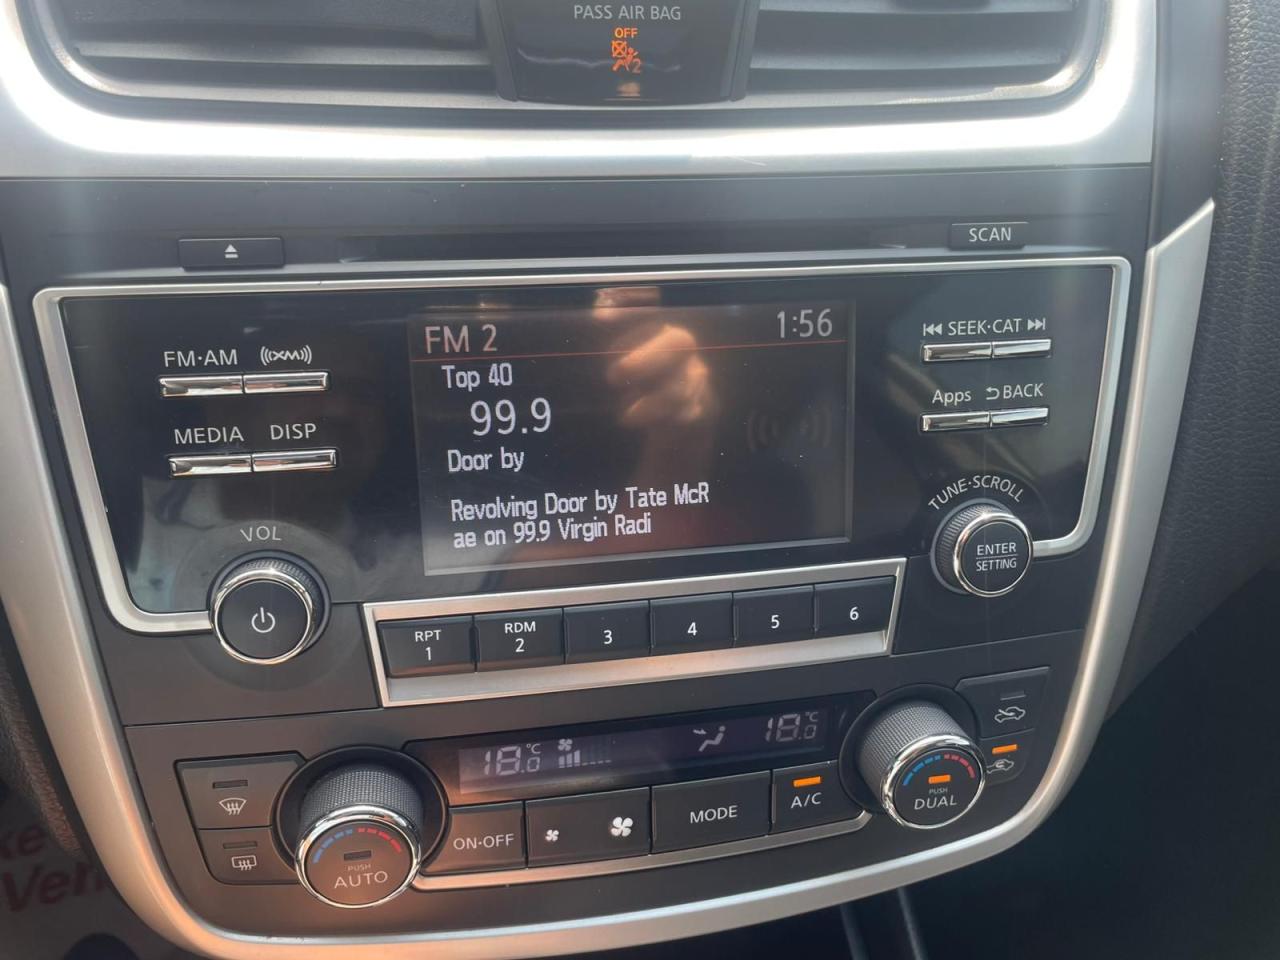 PASS AIR BAG
OFF
2
SCAN
FM·AM
((XM))
MEDIA
DISP
VOL
FM 2
1:56
Top 40
99.9
Door by
Revolving Door by Tate McR
ae on 99.9 Virgin Radi
SEEK·CAT
Apps
BACK
TUNE·SCROLL
ENTER
SETTING
RPT
1
RDM
2
3
4
5
6
18.0
°C
18.0
°C
PUSH
AUTO
ON·OFF
MODE
A/C
PUSH
DUAL